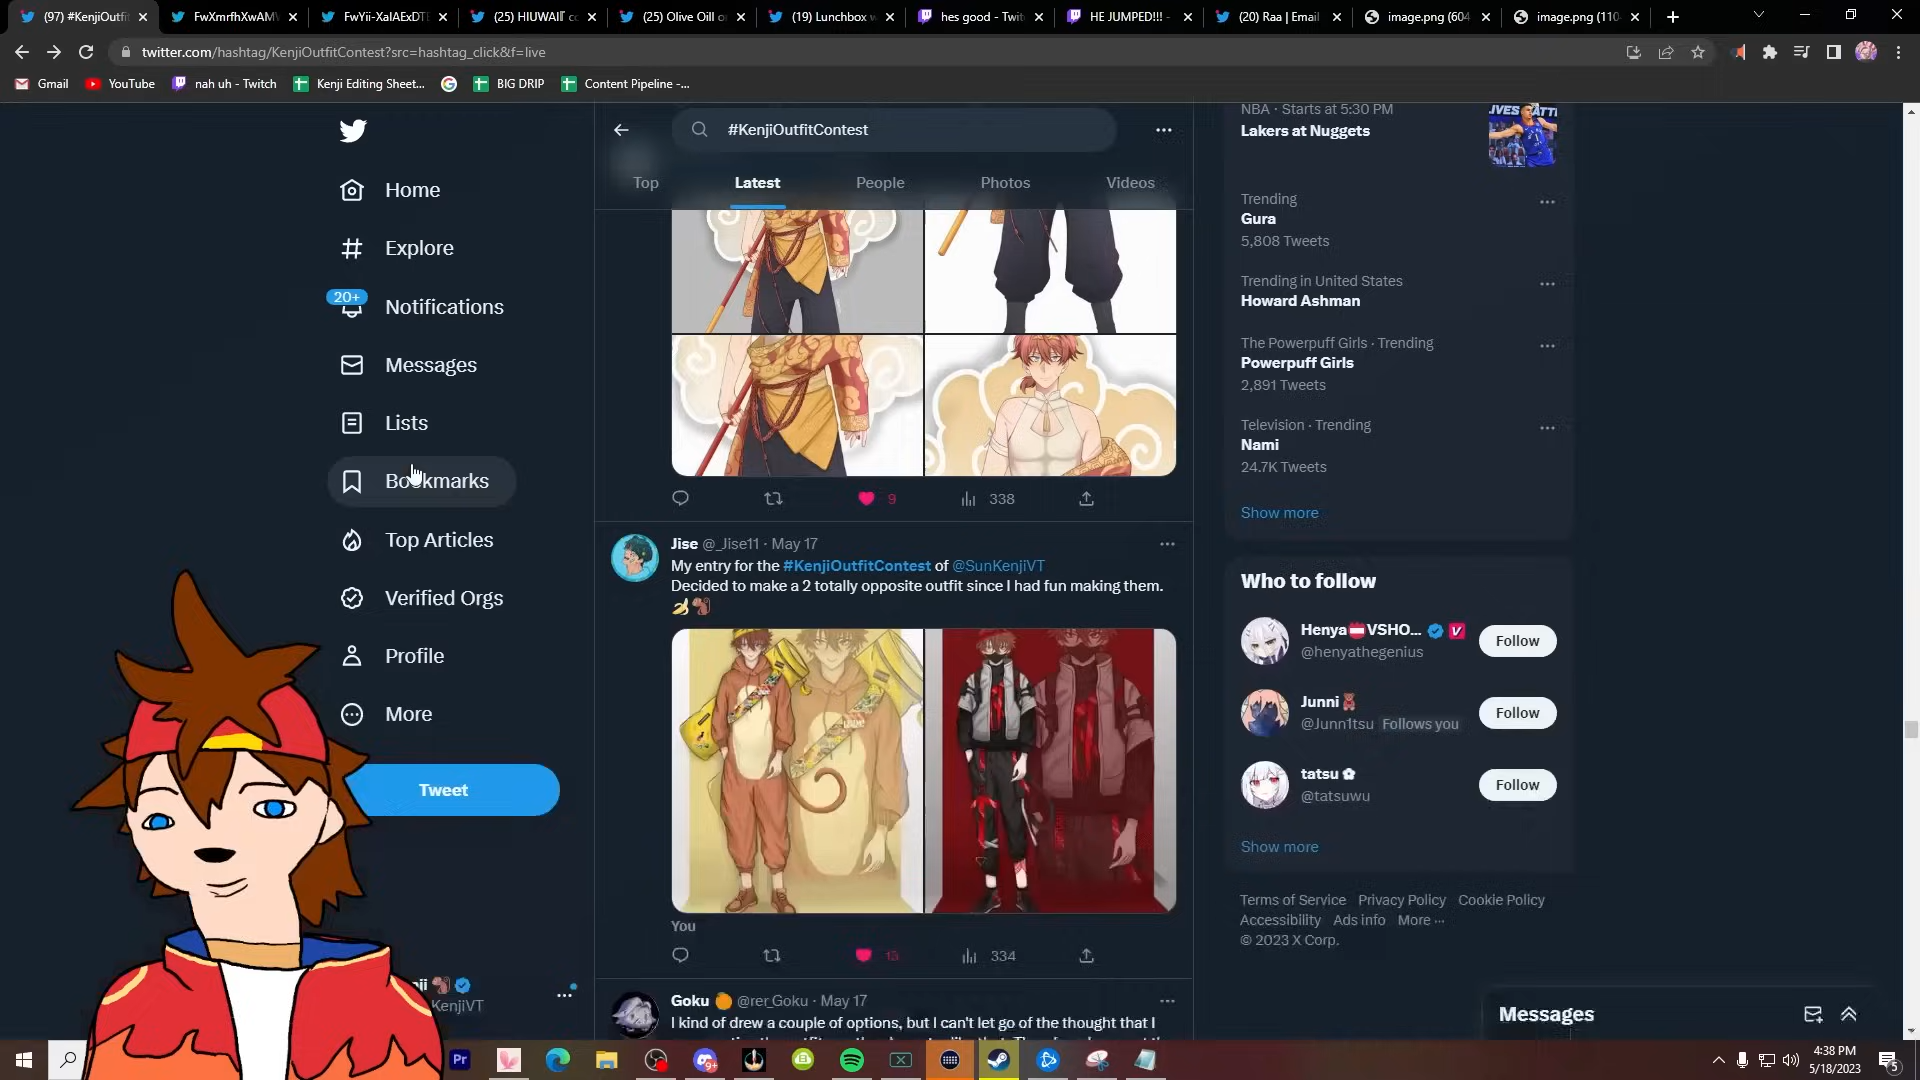 (97) #KenjiOutfi
FwXmrfhXwAM
FwYii-XaIAExDT
(25) HIUWAI
(25) Olive Oill o
(19) Lunchbox w
hes good - Twit
HE JUMPED!!! -
(20) Raa | Email
image.png (604
image.png (110
twitter.com/hashtag/KenjiOutfitContest?src=hashtag_click&f=live
Gmail
YouTube
nah uh - Twitch
Kenji Editing Sheet...
BIG DRIP
Content Pipeline -...
Home
Explore
20+
Notifications
Messages
Lists
Bookmarks
Top Articles
Verified Orgs
Profile
More
Tweet
KenjiVT
#KenjiOutfitContest
Top
Latest
People
Photos
Videos
9
338
Jise @_Jise11 · May 17
My entry for the #KenjiOutfitContest of @SunKenjiVT
Decided to make a 2 totally opposite outfit since I had fun making them.
🍌🐒
You
13
334
Goku 🍊 @rer_Goku · May 17
I kind of drew a couple of options, but I can't let go of the thought that I
NBA · Starts at 5:30 PM
Lakers at Nuggets
Trending
Gura
5,808 Tweets
Trending in United States
Howard Ashman
The Powerpuff Girls · Trending
Powerpuff Girls
2,891 Tweets
Television · Trending
Nami
24.7K Tweets
Show more
Who to follow
Henya VSHO...
@henyathegenius
Follow
Junni🧸
@Junn1tsu Follows you
Follow
tatsu ✿
@tatsuwu
Follow
Show more
Terms of Service Privacy Policy Cookie Policy
Accessibility Ads info More ···
© 2023 X Corp.
Messages
Pr
9+
4:38 PM
5/18/2023
5